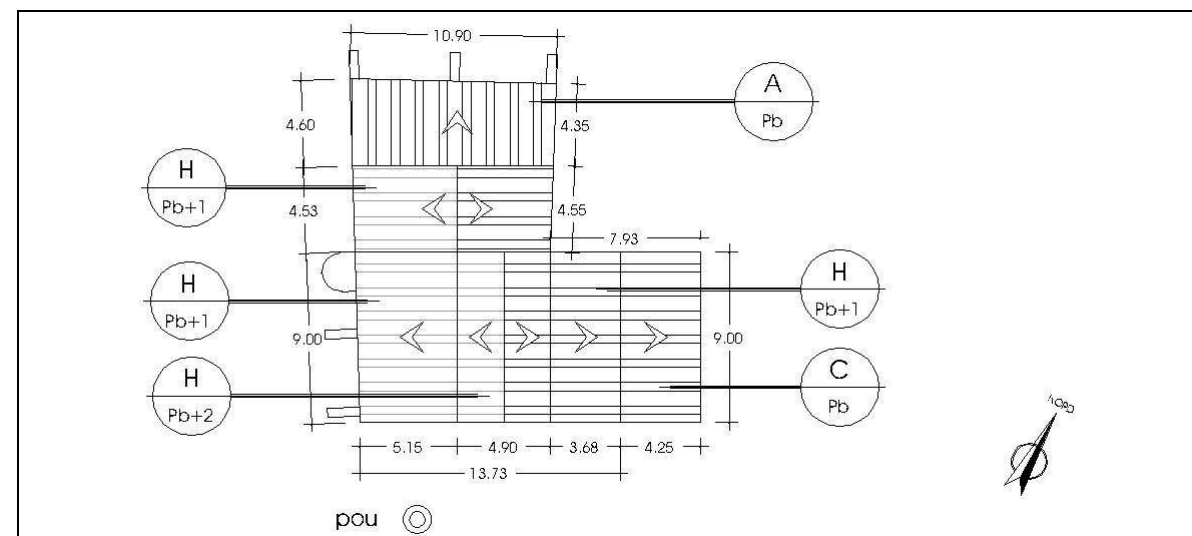 10.90
A
Pb
4.60
4.35
H
Pb+1
4.53
4.55
7.93
H
Pb+1
H
Pb+1
9.00
9.00
H
Pb+2
C
Pb
NORD
5.15
4.90
3.68
4.25
13.73
pou